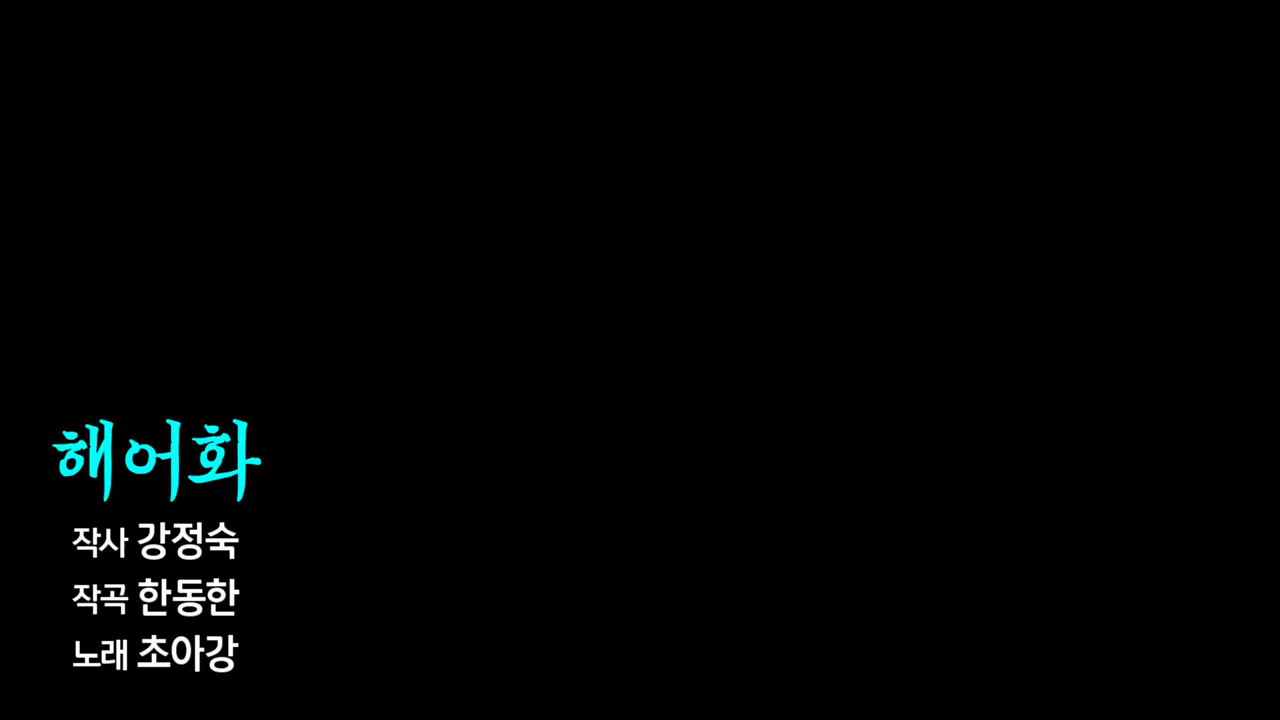 해어화
작사 강정숙
작곡 한동한
노래 초아강